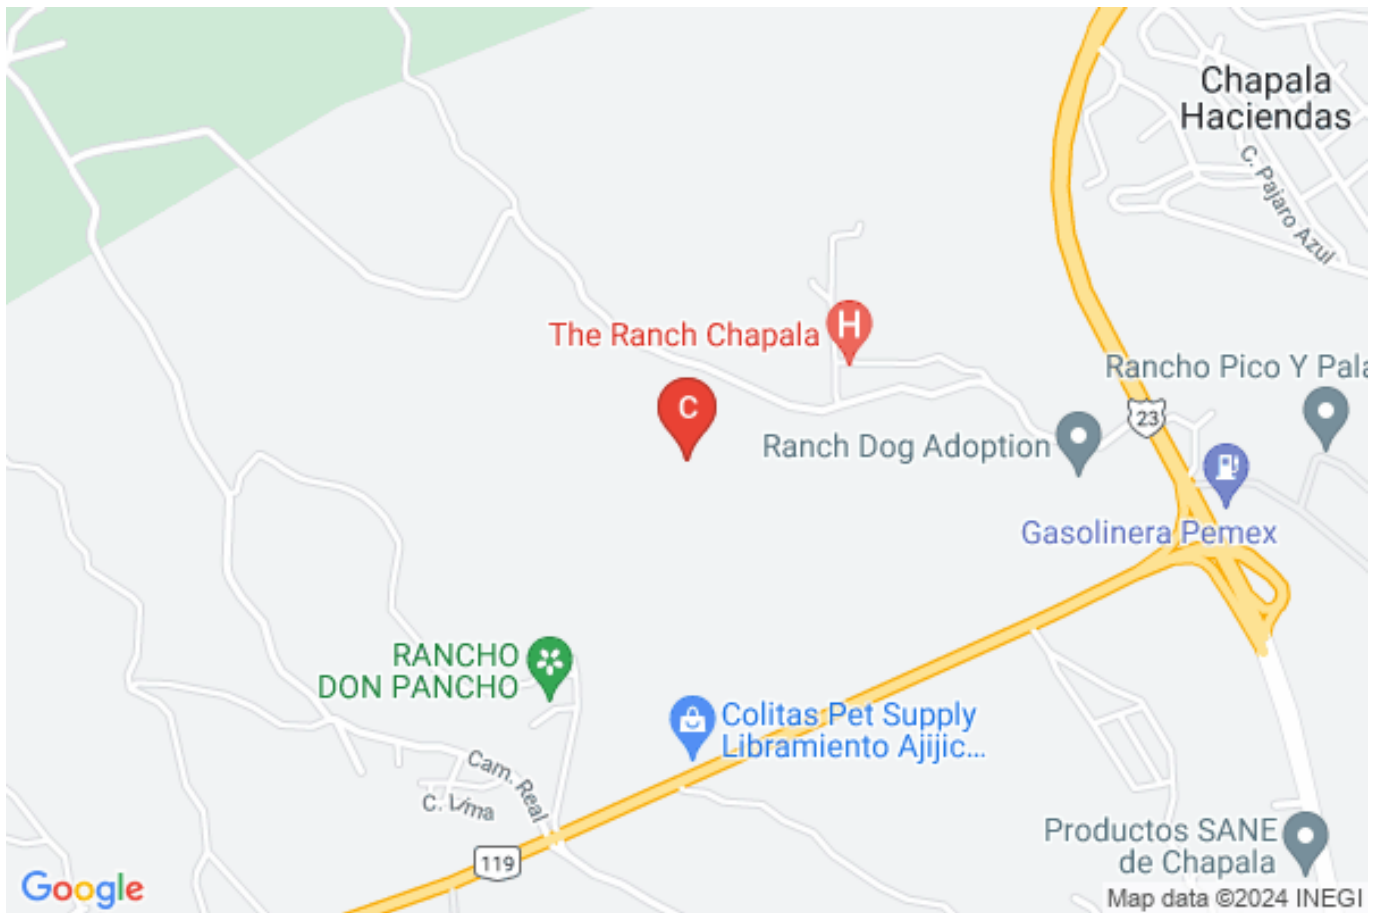 Chapala
Haciendas
C. Pajaro Azul
H
The Ranch Chapala
Rancho Pico Y Pala
C
23
Ranch Dog Adoption
Gasolinera Pemex
RANCHO
DON PANCHO
Colitas Pet Supply
Libramiento Ajijic...
Cam. Real
C. Lima
119
Productos SANE
de Chapala
Google
Map data ©2024 INEGI